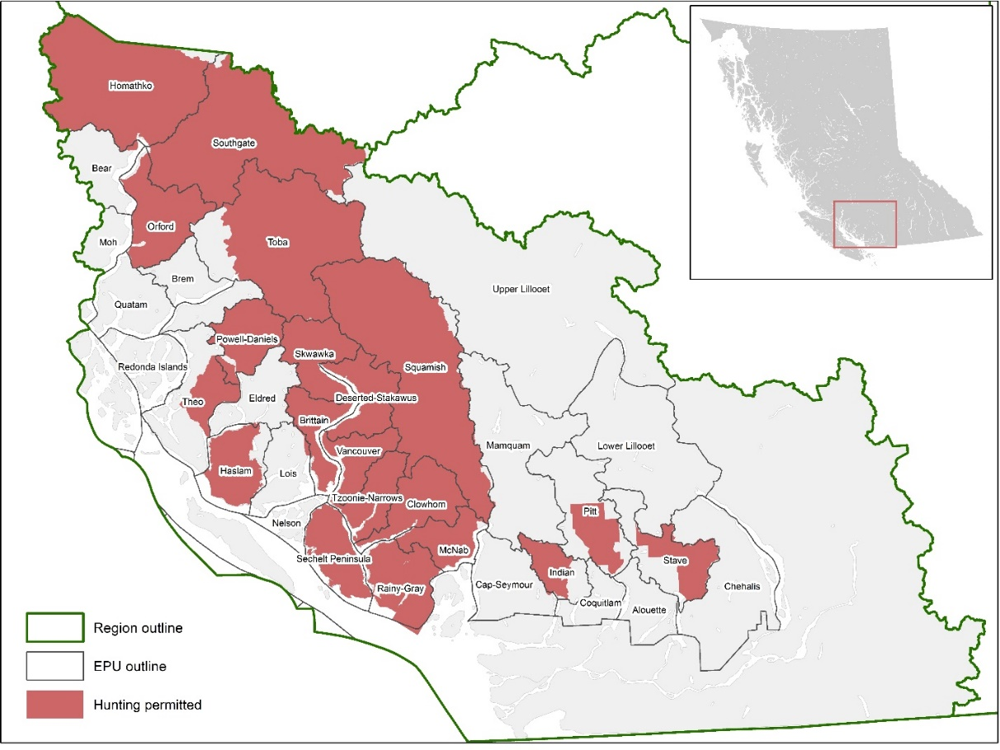 Homathko
Southgate
Bear
Orford
Moh
Toba
Brem
Upper Lillooet
Quatam
Powell-Daniels
Skwawka
Redonda Islands
Squamish
Theo
Eldred
Deserted-Stakawus
Brittain
Mamquam
Lower Lillooet
Vancouver
Haslam
Lois
Tzoonie-Narrows
Clowhom
Pitt
Nelson
McNab
Sechelt Peninsula
Stave
Indian
Cap-Seymour
Rainy-Gray
Chehalis
Coquitlam
Alouette
Region outline
EPU outline
Hunting permitted